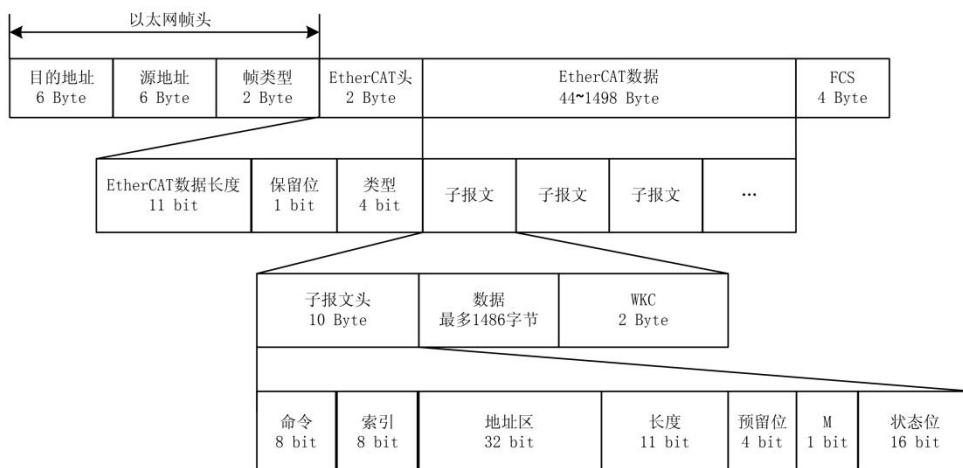 以太网帧头
目的地址 源地址 帧类型 EtherCAT头 EtherCAT数据 FCS
6 Byte 6 Byte 2 Byte 2 Byte 44~1498 Byte 4 Byte
EtherCAT数据长度 保留位 类型 子报文 子报文 子报文 …
11 bit 1 bit 4 bit
子报文头 数据 WKC
10 Byte 最多1486字节 2 Byte
命令 索引 地址区 长度 预留位 M 状态位
8 bit 8 bit 32 bit 11 bit 4 bit 1 bit 16 bit